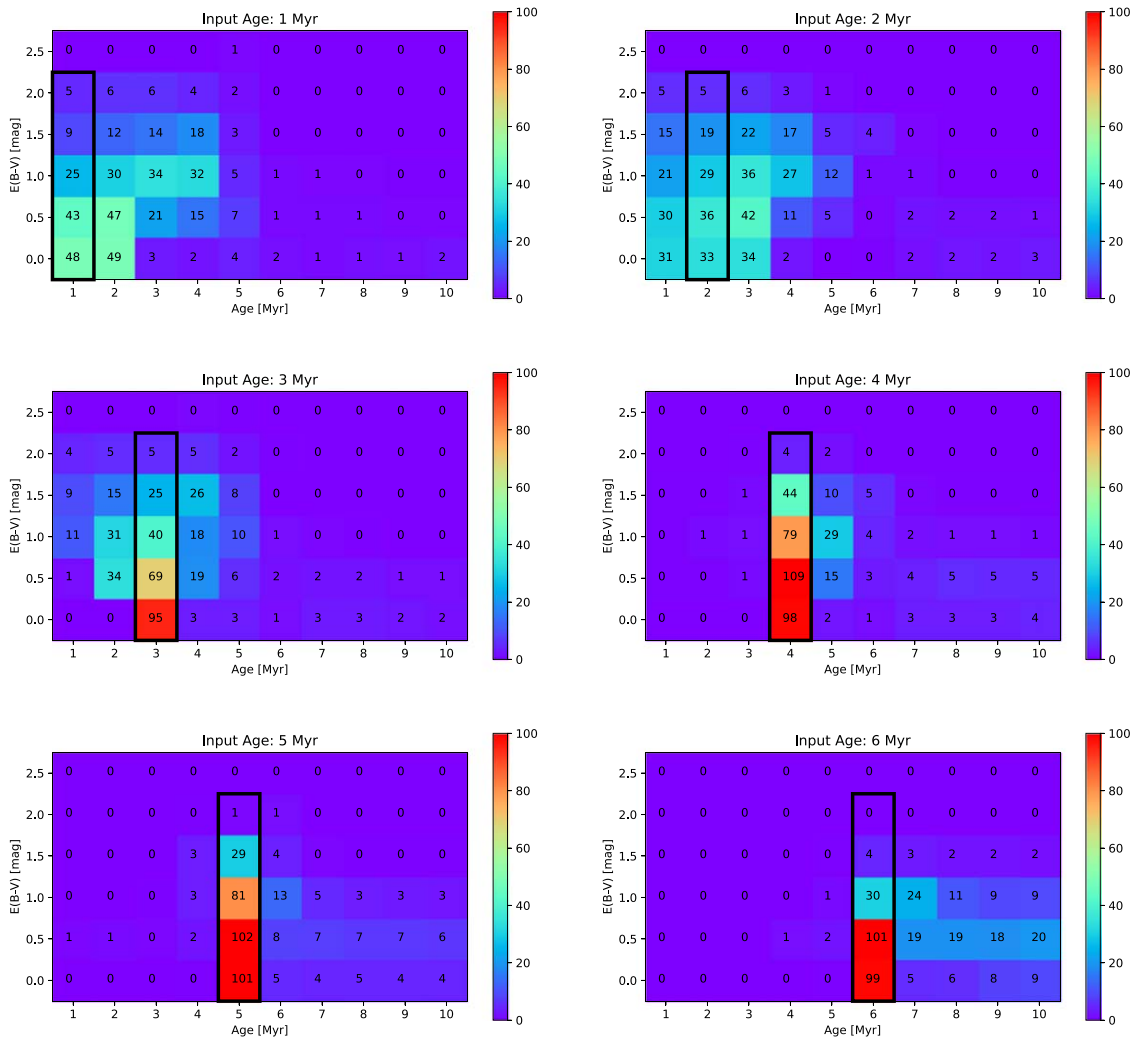 Input Age: 1 Myr
E(B-V) [mag]
2.5 0 0 0 0 1 0 0 0 0 0
2.0 5 6 6 4 2 0 0 0 0 0
1.5 9 12 14 18 3 0 0 0 0 0
1.0 25 30 34 32 5 1 1 0 0 0
0.5 43 47 21 15 7 1 1 1 0 0
0.0 48 49 3 2 4 2 1 1 1 2
1 2 3 4 5 6 7 8 9 10
Age [Myr]
100
80
60
40
20
0
Input Age: 2 Myr
E(B-V) [mag]
2.5 0 0 0 0 0 0 0 0 0 0
2.0 5 5 6 3 1 0 0 0 0 0
1.5 15 19 22 17 5 4 0 0 0 0
1.0 21 29 36 27 12 1 1 0 0 0
0.5 30 36 42 11 5 0 2 2 2 1
0.0 31 33 34 2 0 0 2 2 2 3
1 2 3 4 5 6 7 8 9 10
Age [Myr]
100
80
60
40
20
0
Input Age: 3 Myr
E(B-V) [mag]
2.5 0 0 0 0 0 0 0 0 0 0
2.0 4 5 5 5 2 0 0 0 0 0
1.5 9 15 25 26 8 0 0 0 0 0
1.0 11 31 40 18 10 1 0 0 0 0
0.5 1 34 69 19 6 2 2 2 1 1
0.0 0 0 95 3 3 1 3 3 2 2
1 2 3 4 5 6 7 8 9 10
Age [Myr]
100
80
60
40
20
0
Input Age: 4 Myr
E(B-V) [mag]
2.5 0 0 0 0 0 0 0 0 0 0
2.0 0 0 0 4 2 0 0 0 0 0
1.5 0 0 1 44 10 5 0 0 0 0
1.0 0 1 1 79 29 4 2 1 1 1
0.5 0 0 1 109 15 3 4 5 5 5
0.0 0 0 0 98 2 1 3 3 3 4
1 2 3 4 5 6 7 8 9 10
Age [Myr]
100
80
60
40
20
0
Input Age: 5 Myr
E(B-V) [mag]
2.5 0 0 0 0 0 0 0 0 0 0
2.0 0 0 0 0 1 1 0 0 0 0
1.5 0 0 0 3 29 4 0 0 0 0
1.0 0 0 0 3 81 13 5 3 3 3
0.5 1 1 0 2 102 8 7 7 7 6
0.0 0 0 0 0 101 5 4 5 4 4
1 2 3 4 5 6 7 8 9 10
Age [Myr]
100
80
60
40
20
0
Input Age: 6 Myr
E(B-V) [mag]
2.5 0 0 0 0 0 0 0 0 0 0
2.0 0 0 0 0 0 0 0 0 0 0
1.5 0 0 0 0 0 4 3 2 2 2
1.0 0 0 0 0 1 30 24 11 9 9
0.5 0 0 0 1 2 101 19 19 18 20
0.0 0 0 0 0 0 99 5 6 8 9
1 2 3 4 5 6 7 8 9 10
Age [Myr]
100
80
60
40
20
0